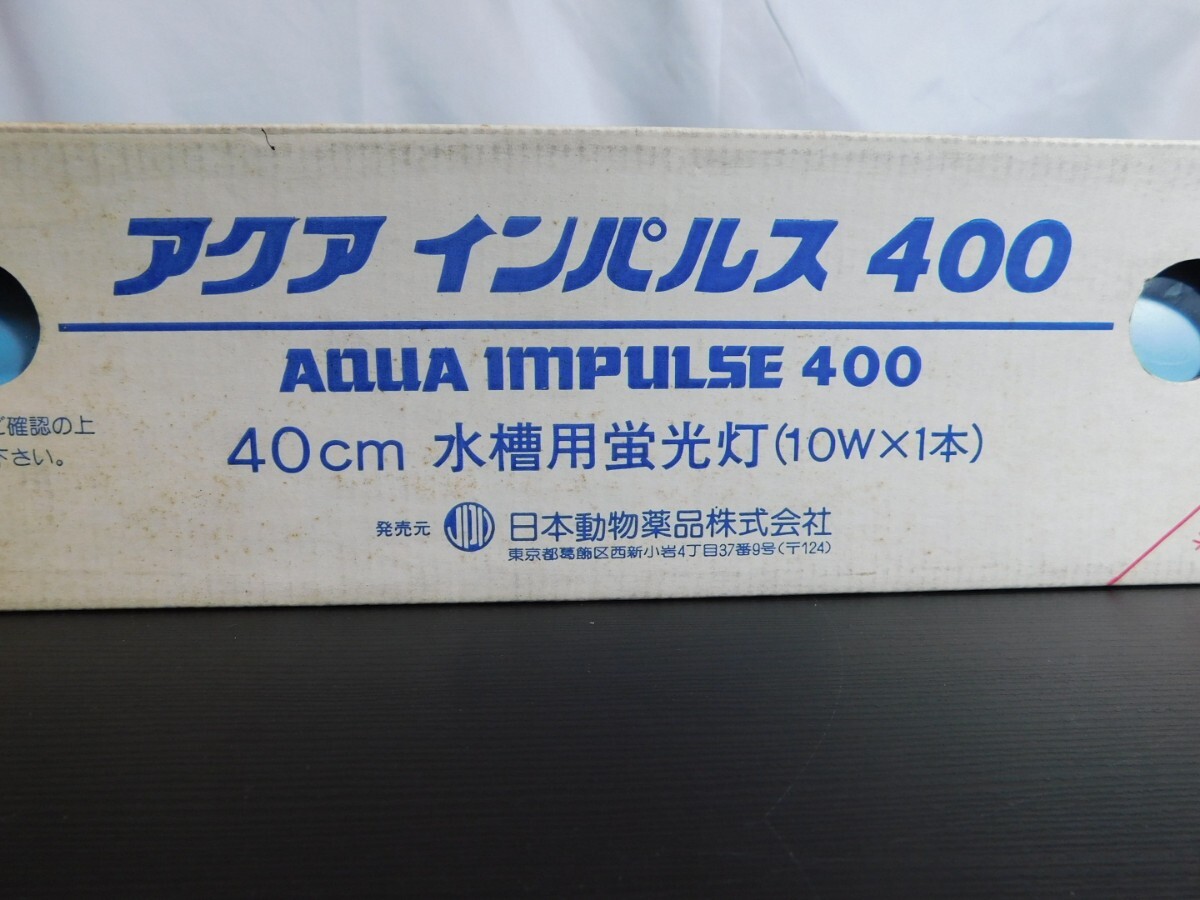 アクア インパルス 400
AQUA IMPULSE 400
確認の上
下さい。
40cm 水槽用蛍光灯(10W×1本)
発売元 日本動物薬品株式会社
東京都葛飾区西新小岩4丁目37番9号(〒124)